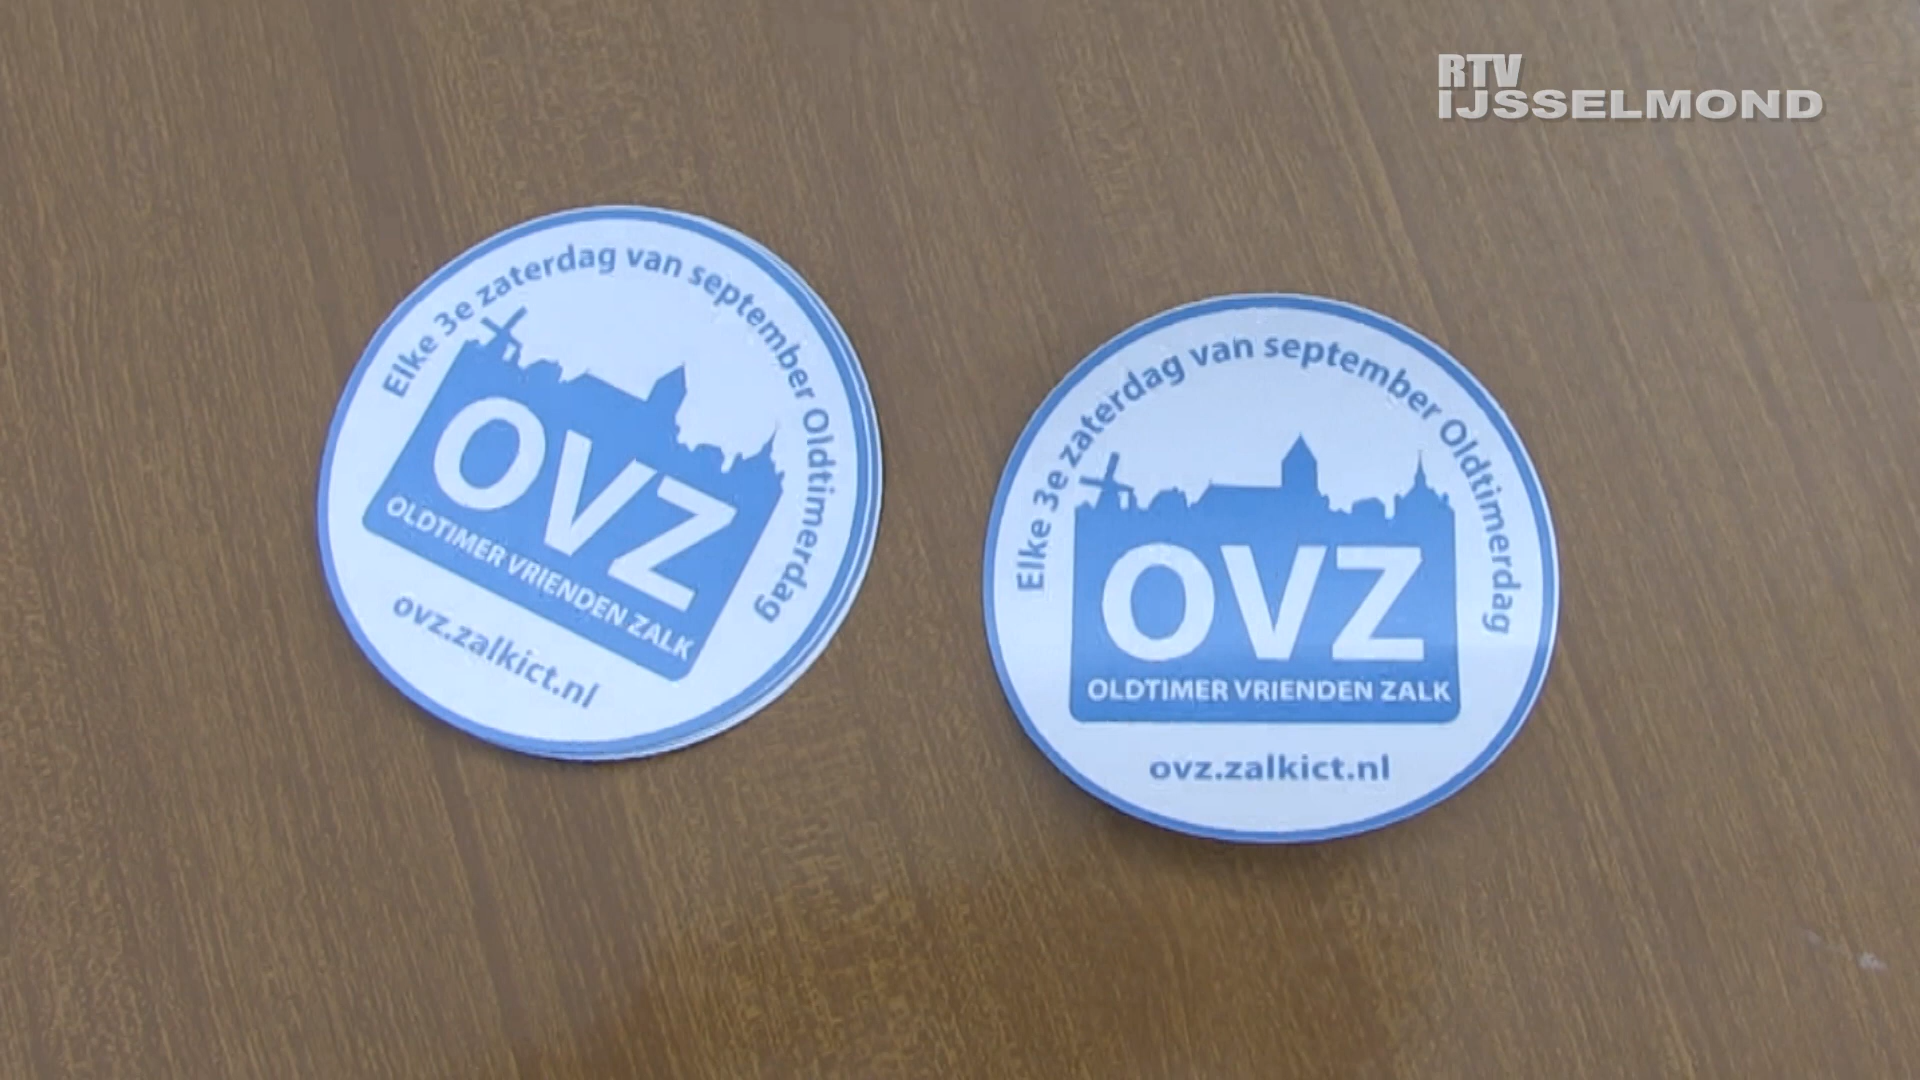 RTV
IJSSELMOND
Elke 3e zaterdag van september Oldtimerdag
OVZ
OLDTIMER VRIENDEN ZALK
ovz.zalkict.nl
Elke 3e zaterdag van september Oldtimerdag
OVZ
OLDTIMER VRIENDEN ZALK
ovz.zalkict.nl